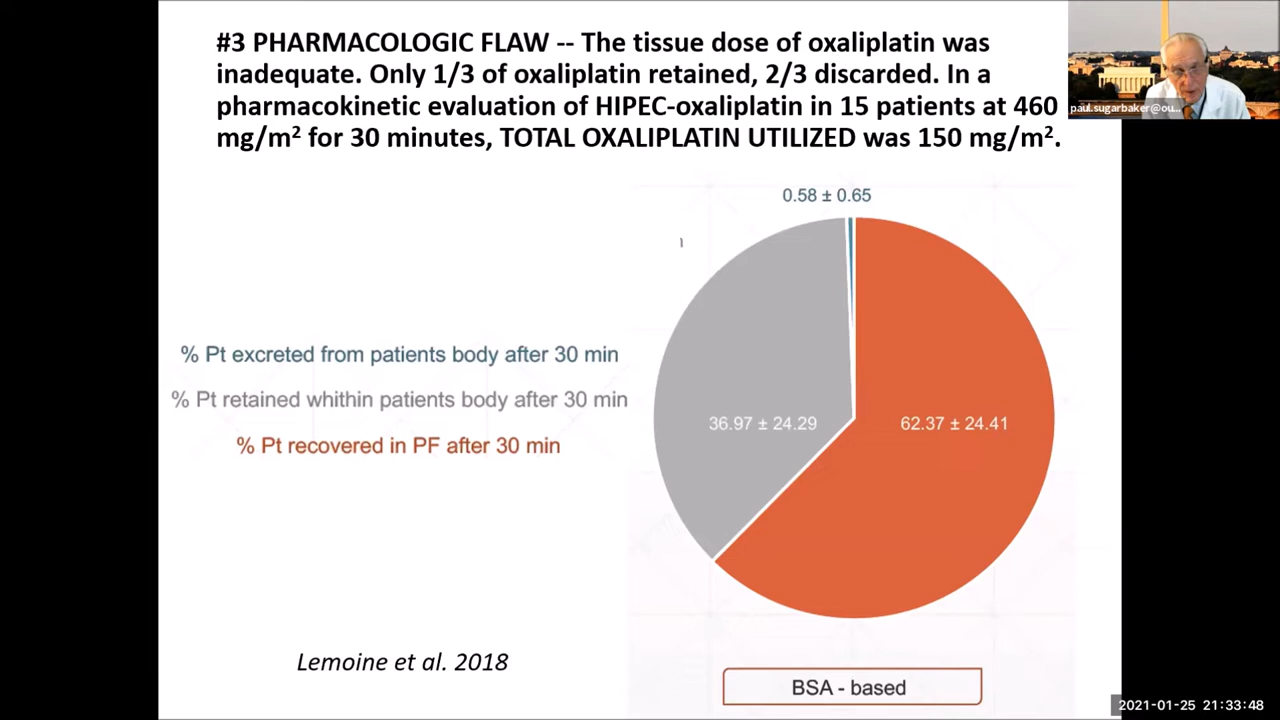 #3 PHARMACOLOGIC FLAW -- The tissue dose of oxaliplatin was
inadequate. Only 1/3 of oxaliplatin retained, 2/3 discarded. In a
pharmacokinetic evaluation of HIPEC-oxaliplatin in 15 patients at 460
mg/m² for 30 minutes, TOTAL OXALIPLATIN UTILIZED was 150 mg/m².
paul.sugarbaker@ou...
0.58 ± 0.65
% Pt excreted from patients body after 30 min
% Pt retained whithin patients body after 30 min
% Pt recovered in PF after 30 min
36.97 ± 24.29
62.37 ± 24.41
Lemoine et al. 2018
BSA - based
2021-01-25 21:33:48